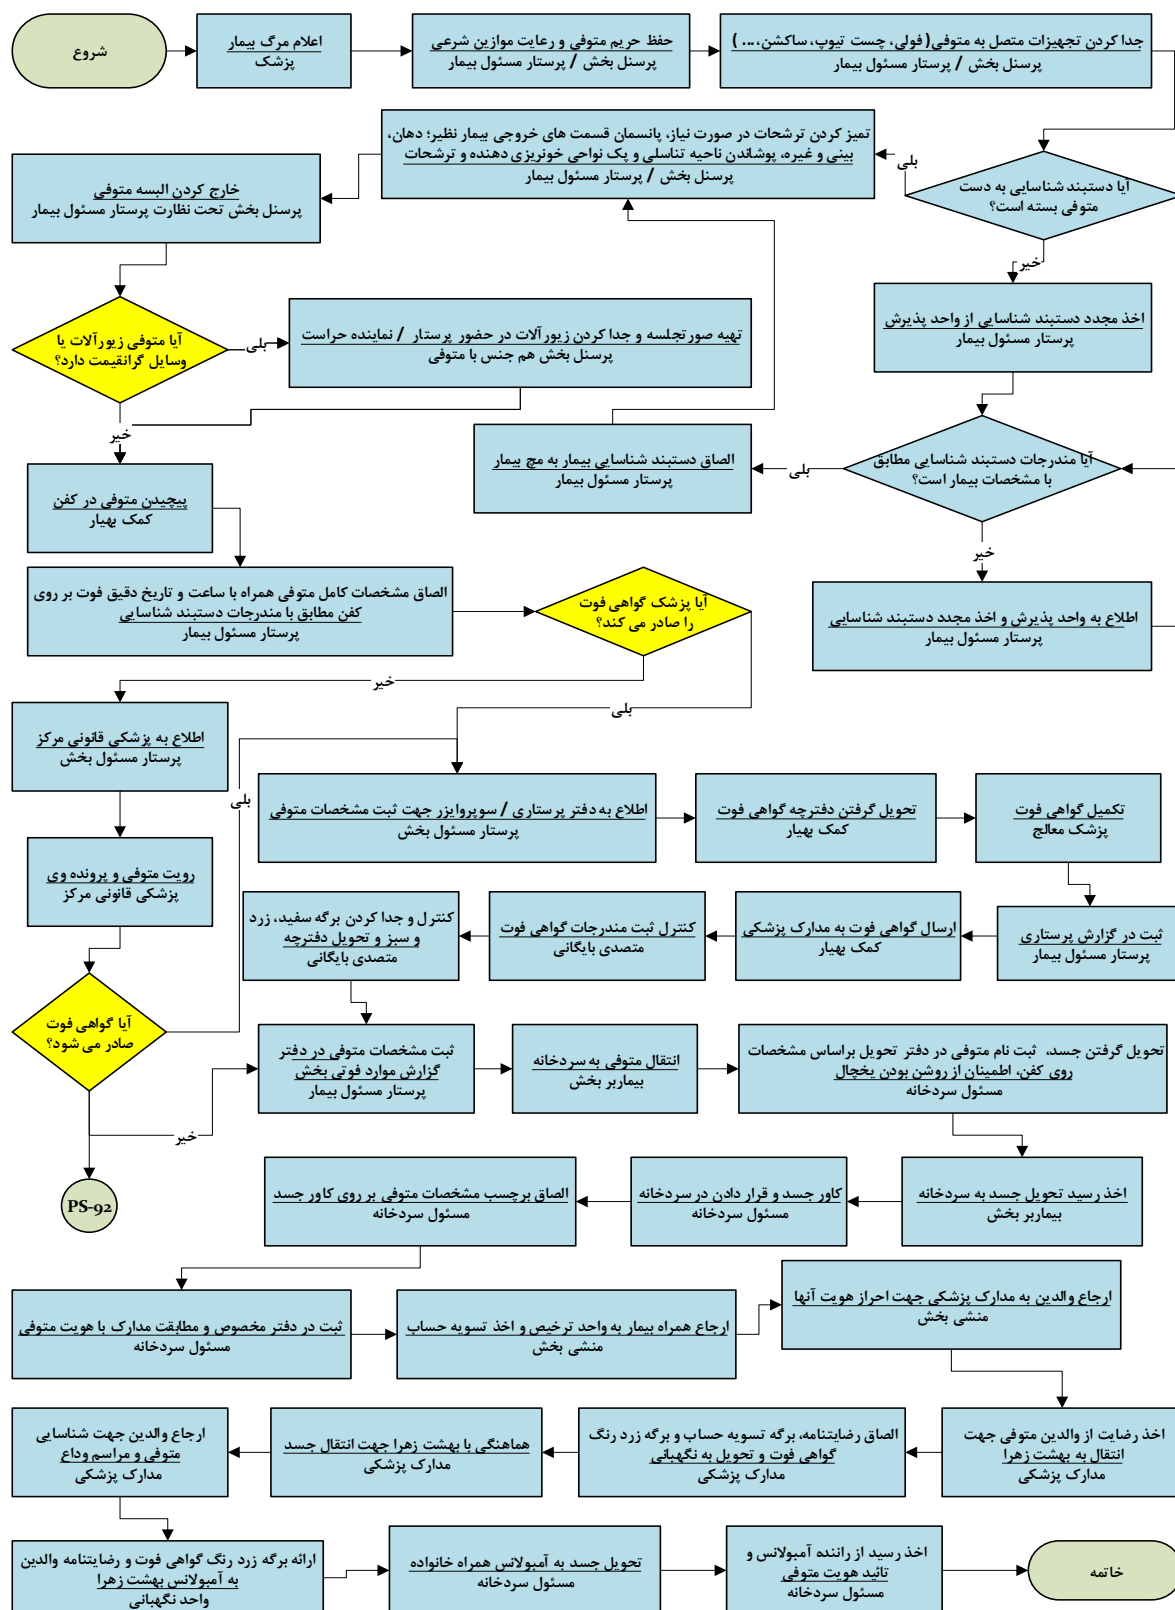 شروع
اعلام مرگ بیمار
پزشک
حفظ حریم متوفی و رعایت موازین شرعی
پرسنل بخش / پرستار مسئول بیمار
جدا کردن تجهیزات متصل به متوفی( فولی، چست تیوپ، ساکشن،... )
پرسنل بخش / پرستار مسئول بیمار
آیا دستبند شناسایی به دست
متوفی بسته است؟
بلی
خیر
تمیز کردن ترشحات در صورت نیاز، پانسمان قسمت های خروجی بیمار نظیر؛ دهان،
بینی و غیره، پوشاندن ناحیه تناسلی و پک نواحی خونریزی دهنده و ترشحات
پرسنل بخش / پرستار مسئول بیمار
خارج کردن البسه متوفی
پرسنل بخش تحت نظارت پرستار مسئول بیمار
اخذ مجدد دستبند شناسایی از واحد پذیرش
پرستار مسئول بیمار
آیا متوفی زیورآلات یا
وسایل گرانقیمت دارد؟
بلی
خیر
تهیه صورتجلسه و جدا کردن زیورآلات در حضور پرستار / نماینده حراست
پرسنل بخش هم جنس با متوفی
آیا مندرجات دستبند شناسایی مطابق
با مشخصات بیمار است؟
بلی
خیر
الصاق دستبند شناسایی بیمار به مچ بیمار
پرستار مسئول بیمار
پیچیدن متوفی در کفن
کمک بهیار
اطلاع به واحد پذیرش و اخذ مجدد دستبند شناسایی
پرستار مسئول بیمار
الصاق مشخصات کامل متوفی همراه با ساعت و تاریخ دقیق فوت بر روی
کفن مطابق با مندرجات دستبند شناسایی
پرستار مسئول بیمار
آیا پزشک گواهی فوت
را صادر می کند؟
خیر
بلی
اطلاع به پزشکی قانونی مرکز
پرستار مسئول بخش
رویت متوفی و پرونده وی
پزشکی قانونی مرکز
آیا گواهی فوت
صادر می شود؟
بلی
خیر
PS-92
اطلاع به دفتر پرستاری / سوپروایزر جهت ثبت مشخصات متوفی
پرستار مسئول بخش
تحویل گرفتن دفترچه گواهی فوت
کمک بهیار
تکمیل گواهی فوت
پزشک معالج
ثبت در گزارش پرستاری
پرستار مسئول بیمار
ارسال گواهی فوت به مدارک پزشکی
کمک بهیار
کنترل ثبت مندرجات گواهی فوت
متصدی بایگانی
کنترل و جدا کردن برگه سفید، زرد
و سبز و تحویل دفترچه
متصدی بایگانی
ثبت مشخصات متوفی در دفتر
گزارش موارد فوتی بخش
پرستار مسئول بیمار
انتقال متوفی به سردخانه
بیماربر بخش
تحویل گرفتن جسد، ثبت نام متوفی در دفتر تحویل براساس مشخصات
روی کفن، اطمینان از روشن بودن یخچال
مسئول سردخانه
اخذ رسید تحویل جسد به سردخانه
بیماربر بخش
کاور جسد و قرار دادن در سردخانه
مسئول سردخانه
الصاق برچسب مشخصات متوفی بر روی کاور جسد
مسئول سردخانه
ثبت در دفتر مخصوص و مطابقت مدارک با هویت متوفی
مسئول سردخانه
ارجاع همراه بیمار به واحد ترخیص و اخذ تسویه حساب
منشی بخش
ارجاع والدین به مدارک پزشکی جهت احراز هویت آنها
منشی بخش
اخذ رضایت از والدین متوفی جهت
انتقال به بهشت زهرا
مدارک پزشکی
الصاق رضایتنامه، برگه تسویه حساب و برگه زرد رنگ
گواهی فوت و تحویل به نگهبانی
مدارک پزشکی
هماهنگی با بهشت زهرا جهت انتقال جسد
مدارک پزشکی
ارجاع والدین جهت شناسایی
متوفی و مراسم وداع
مدارک پزشکی
ارائه برگه زرد رنگ گواهی فوت و رضایتنامه والدین
به آمبولانس بهشت زهرا
واحد نگهبانی
تحویل جسد به آمبولانس همراه خانواده
مسئول سردخانه
اخذ رسید از راننده آمبولانس و
تائید هویت متوفی
مسئول سردخانه
خاتمه